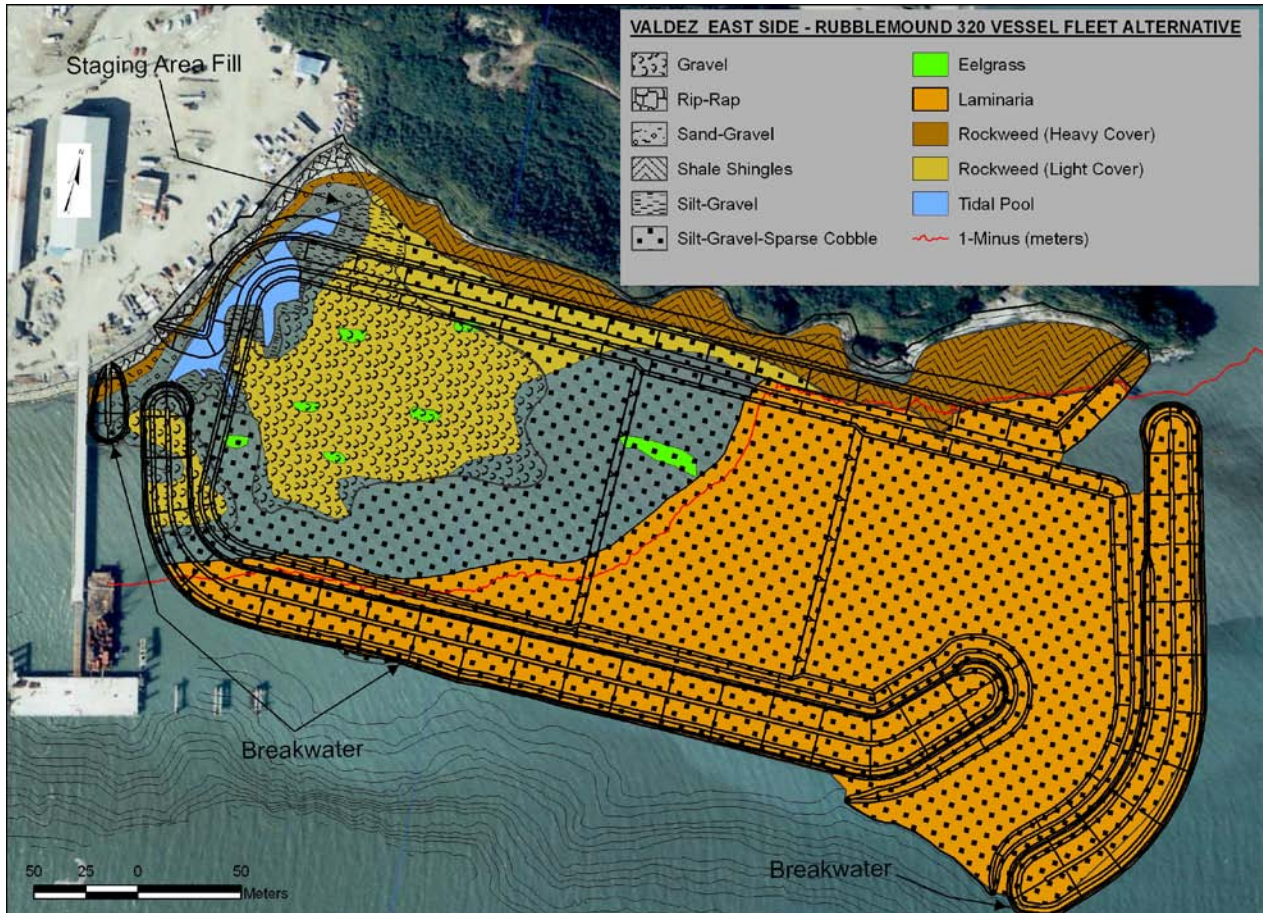 VALDEZ EAST SIDE - RUBBLEMOUND 320 VESSEL FLEET ALTERNATIVE
Gravel
Rip-Rap
Sand-Gravel
Shale Shingles
Silt-Gravel
Silt-Gravel-Sparse Cobble
Eelgrass
Laminaria
Rockweed (Heavy Cover)
Rockweed (Light Cover)
Tidal Pool
1-Minus (meters)
Staging Area Fill
N
Breakwater
Breakwater
50 25 0 50
Meters